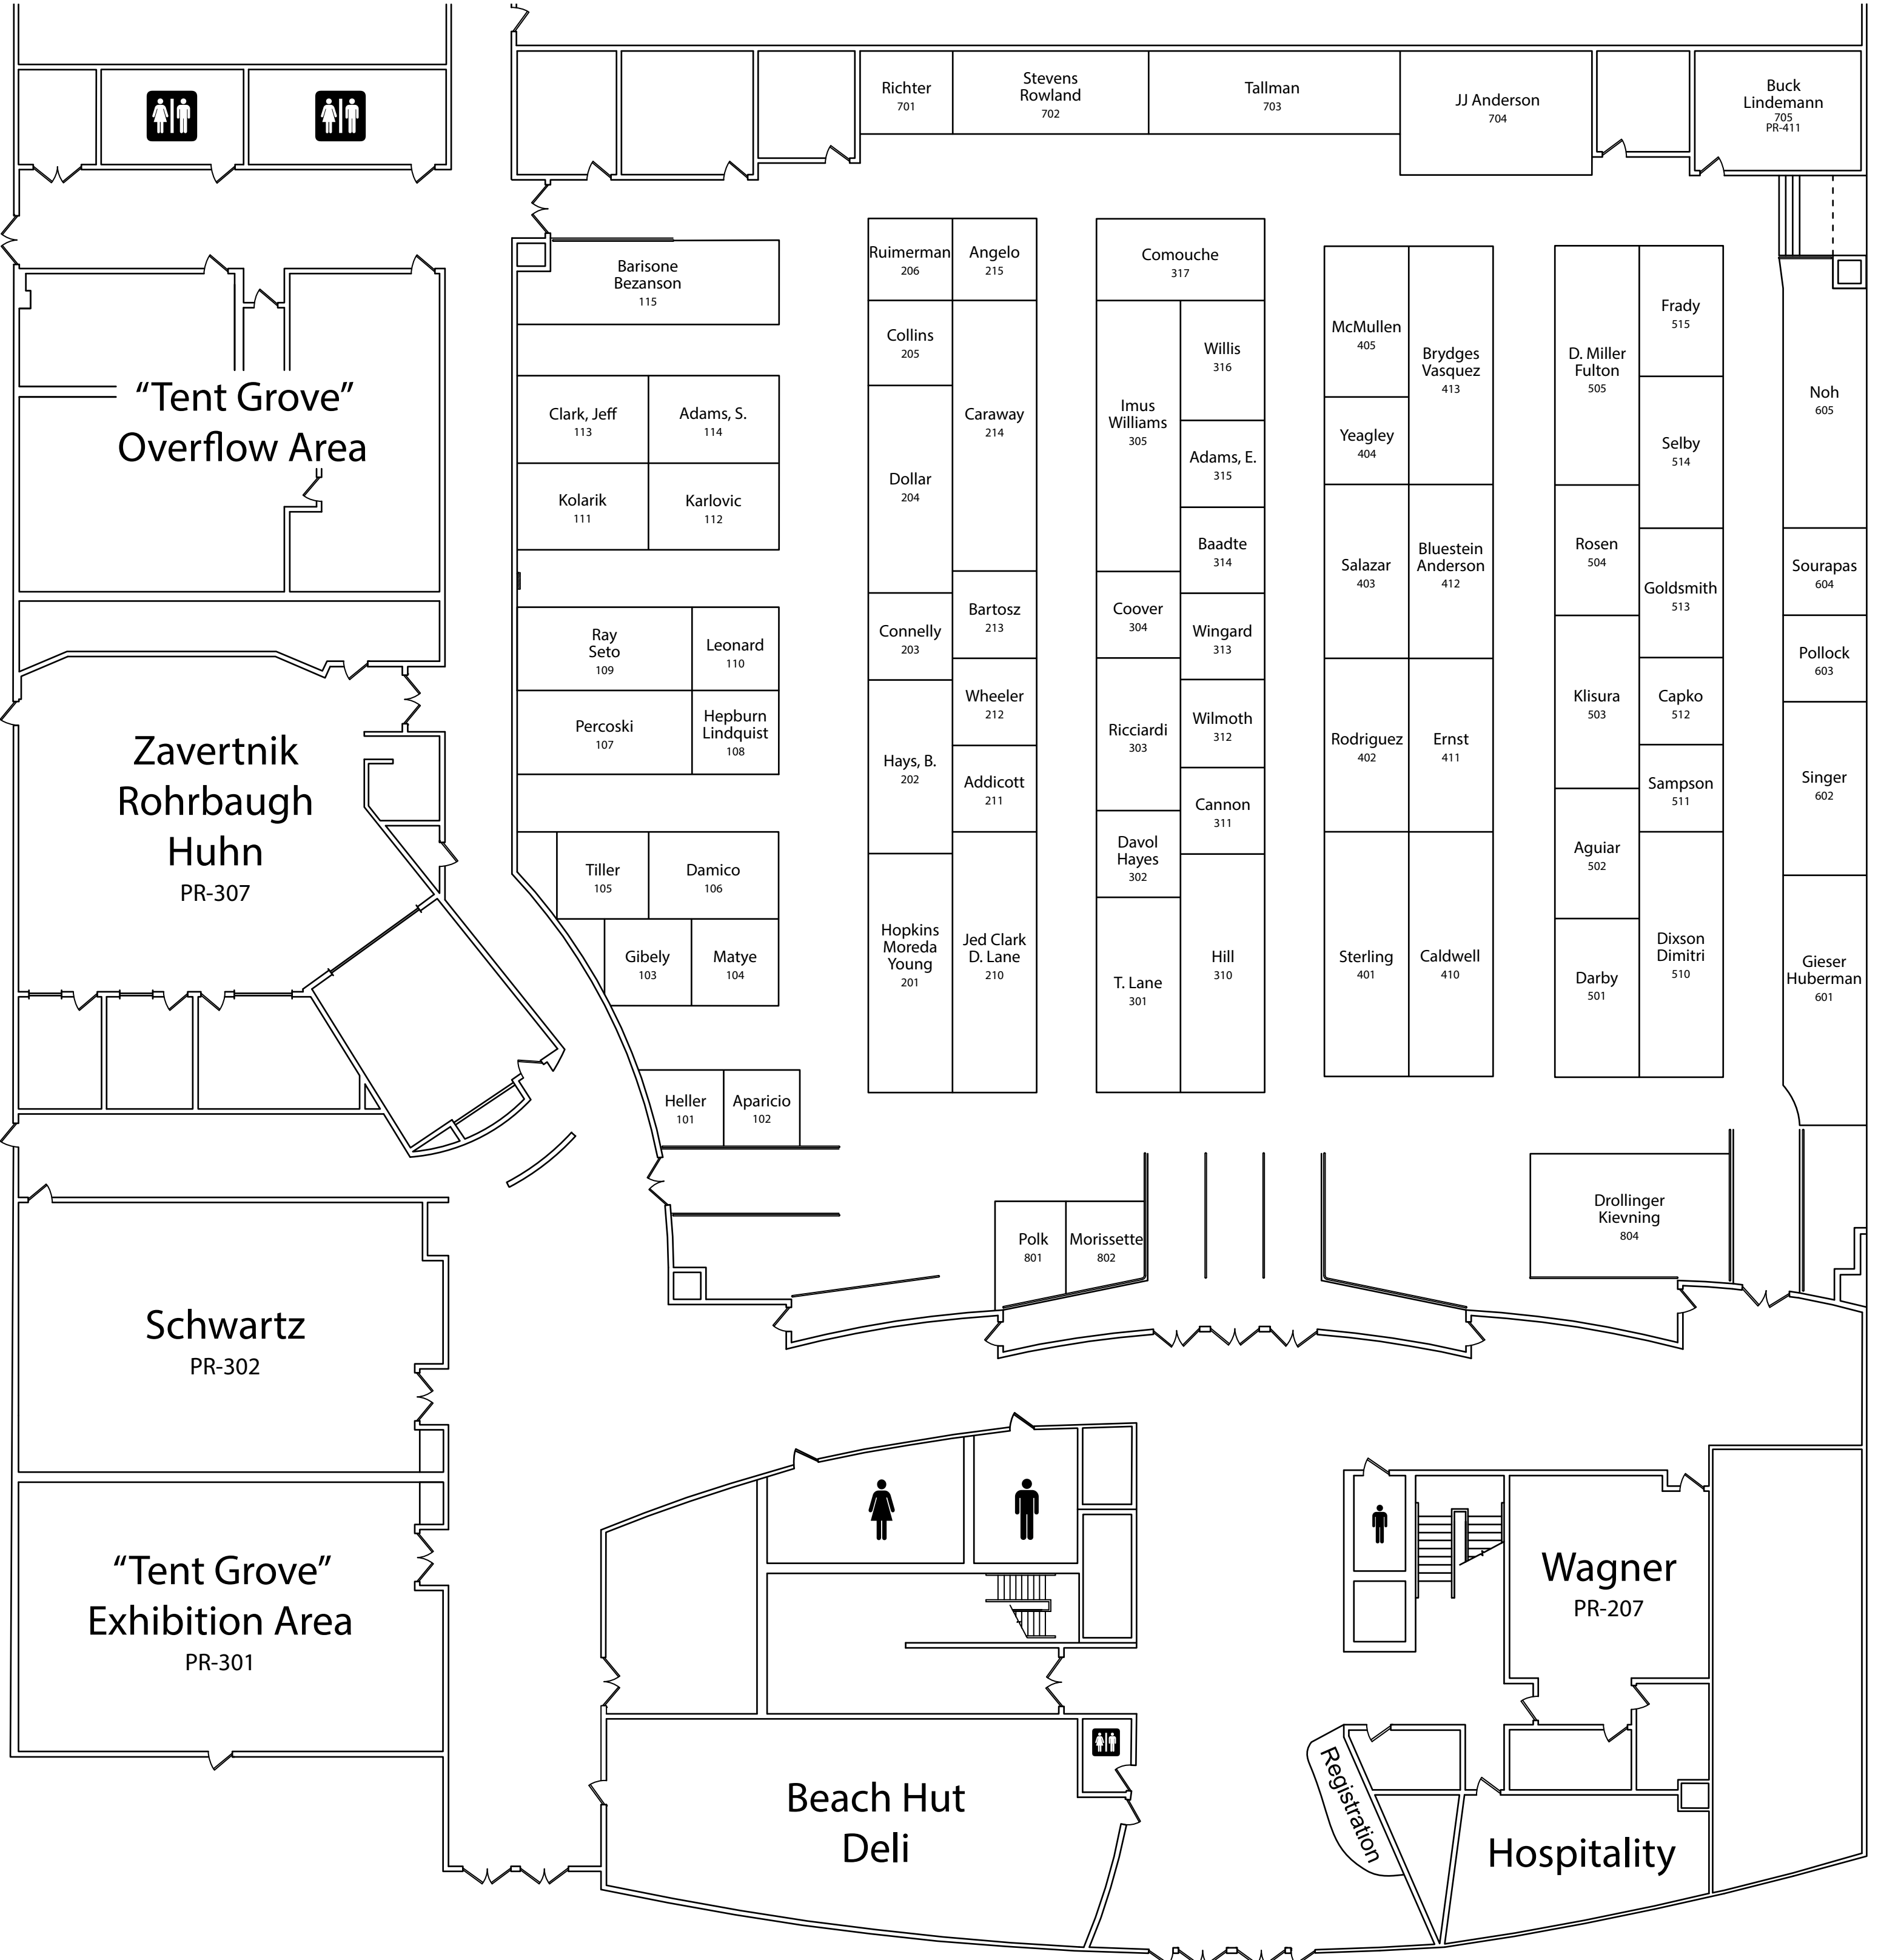 Richter
701
Stevens
Rowland
702
Tallman
703
JJ Anderson
704
Buck
Lindemann
705
PR-411
Barisone
Bezanson
115
Clark, Jeff
113
Adams, S.
114
Kolarik
111
Karlovic
112
Ray
Seto
109
Leonard
110
Percoski
107
Hepburn
Lindquist
108
Tiller
105
Damico
106
Gibely
103
Matye
104
Heller
101
Aparicio
102
Ruimerman
206
Angelo
215
Collins
205
Caraway
214
Dollar
204
Connelly
203
Bartosz
213
Wheeler
212
Hays, B.
202
Addicott
211
Hopkins
Moreda
Young
201
Jed Clark
D. Lane
210
Comouche
317
Imus
Williams
305
Willis
316
Adams, E.
315
Baadte
314
Coover
304
Wingard
313
Ricciardi
303
Wilmoth
312
Cannon
311
Davol
Hayes
302
T. Lane
301
Hill
310
McMullen
405
Brydges
Vasquez
413
Yeagley
404
Salazar
403
Bluestein
Anderson
412
Rodriguez
402
Ernst
411
Sterling
401
Caldwell
410
D. Miller
Fulton
505
Frady
515
Selby
514
Rosen
504
Goldsmith
513
Klisura
503
Capko
512
Sampson
511
Aguiar
502
Darby
501
Dixson
Dimitri
510
Noh
605
Sourapas
604
Pollock
603
Singer
602
Gieser
Huberman
601
Polk
801
Morissette
802
Drollinger
Kievning
804
“Tent Grove”
Overflow Area
Zavertnik
Rohrbaugh
Huhn
PR-307
Schwartz
PR-302
“Tent Grove”
Exhibition Area
PR-301
Beach Hut
Deli
Wagner
PR-207
Registration
Hospitality